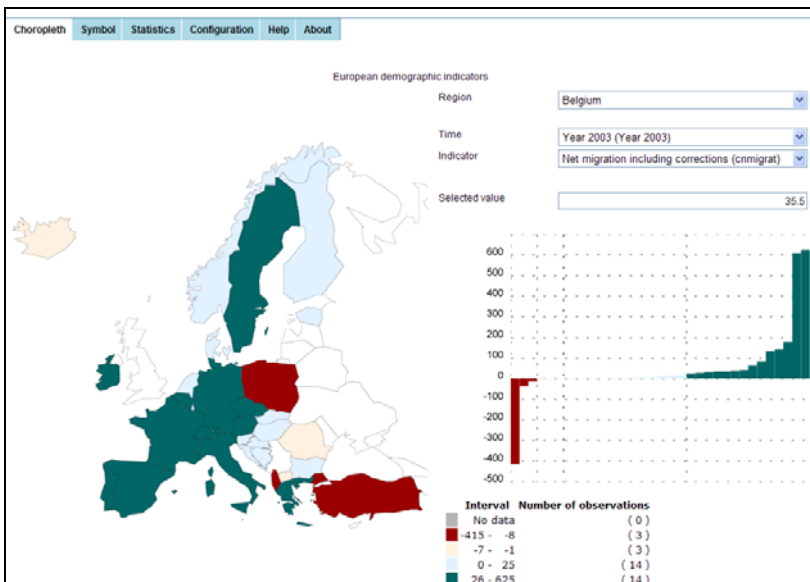 Choropleth Symbol Statistics Configuration Help About
European demographic indicators
Region Belgium
Time Year 2003 (Year 2003)
Indicator Net migration including corrections (cnmigrat)
Selected value 35.5
600
500
400
300
200
100
0
-100
-200
-300
-400
-500
Interval Number of observations
No data ( 0 )
-415 - -8 ( 3 )
-7 - -1 ( 3 )
0 - 25 ( 14 )
26 - 625 ( 14 )